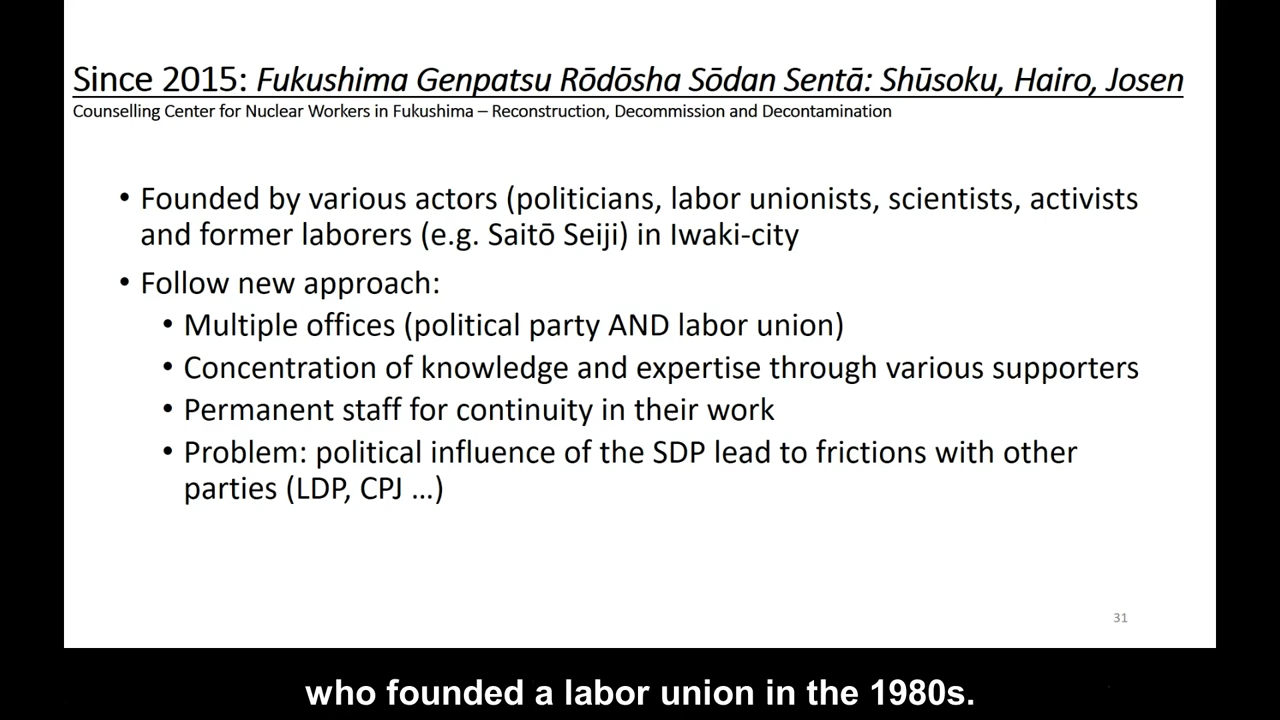 Since 2015: Fukushima Genpatsu Rōdōsha Sōdan Sentā: Shūsoku, Hairo, Josen
Counselling Center for Nuclear Workers in Fukushima – Reconstruction, Decommission and Decontamination
• Founded by various actors (politicians, labor unionists, scientists, activists
and former laborers (e.g. Saitō Seiji) in Iwaki-city
• Follow new approach:
• Multiple offices (political party AND labor union)
• Concentration of knowledge and expertise through various supporters
• Permanent staff for continuity in their work
• Problem: political influence of the SDP lead to frictions with other
parties (LDP, CPJ ...)
31
who founded a labor union in the 1980s.